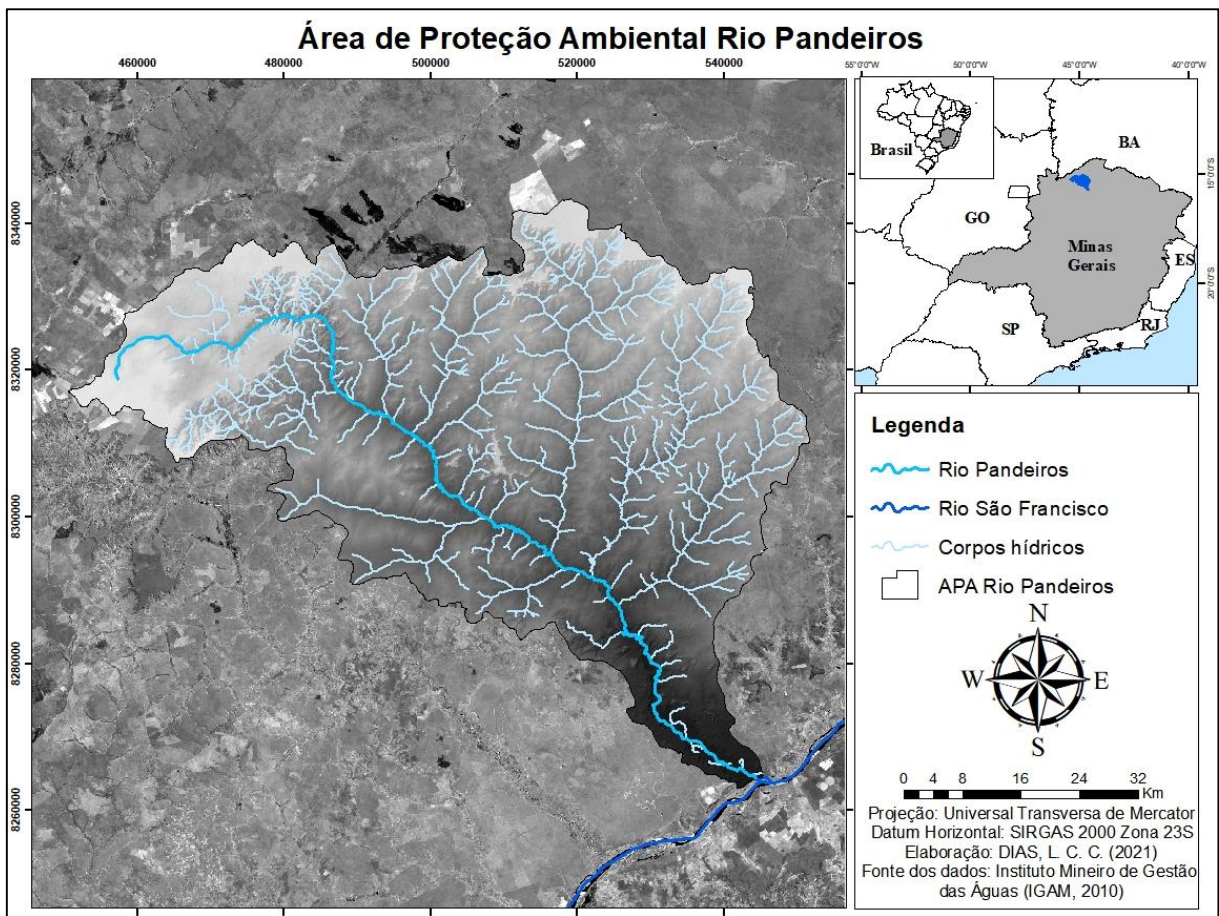 Área de Proteção Ambiental Rio Pandeiros
460000 480000 500000 520000 540000
8340000
8320000
8300000
8280000
8260000
55°0'0"W 50°0'0"W 45°0'0"W 40°0'0"W
15°0'0"S
20°0'0"S
Brasil
BA
GO
Minas
Gerais
ES
SP
RJ
Legenda
Rio Pandeiros
Rio São Francisco
Corpos hídricos
APA Rio Pandeiros
N
W E
S
0 4 8 16 24 32
Km
Projeção: Universal Transversa de Mercator
Datum Horizontal: SIRGAS 2000 Zona 23S
Elaboração: DIAS, L. C. C. (2021)
Fonte dos dados: Instituto Mineiro de Gestão
das Águas (IGAM, 2010)